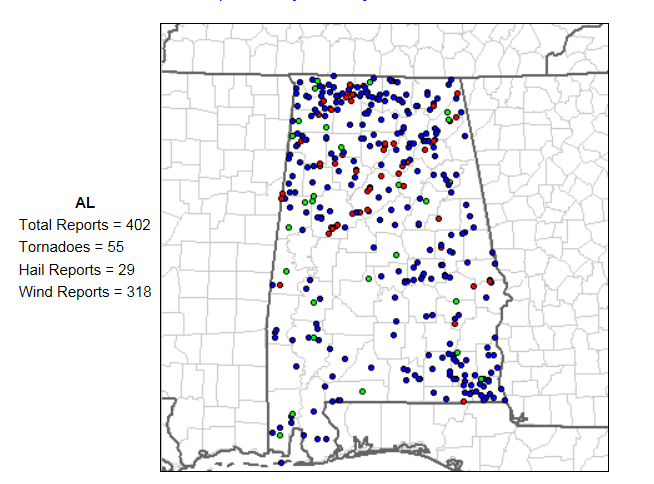 AL
Total Reports = 402
Tornadoes = 55
Hail Reports = 29
Wind Reports = 318